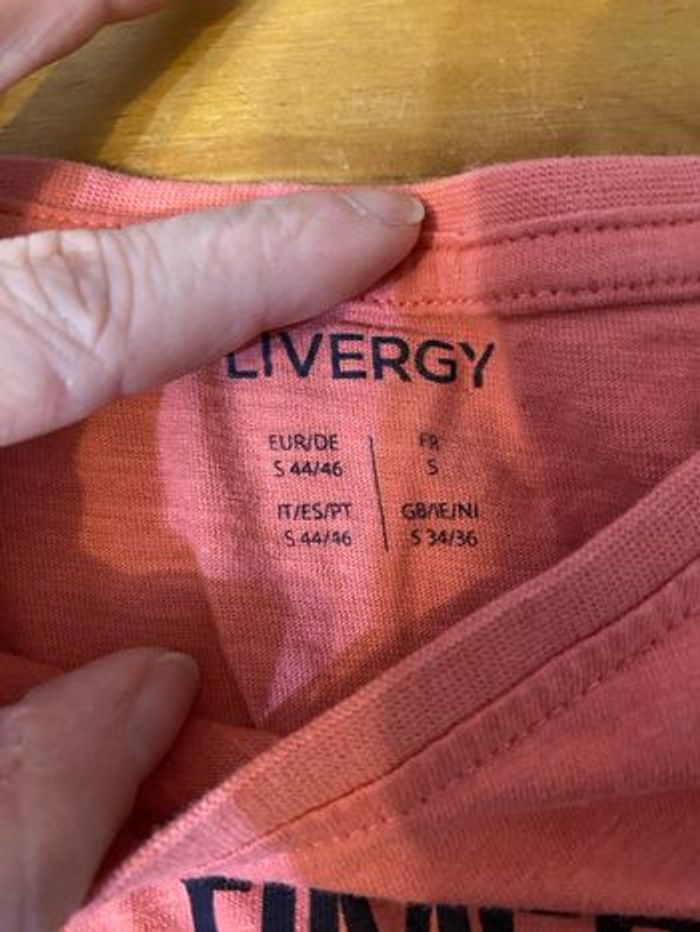 LIVERGY
EUR/DE
S 44/46
FR
S
IT/ES/PT
S 44/46
GB/IE/NI
S 34/36